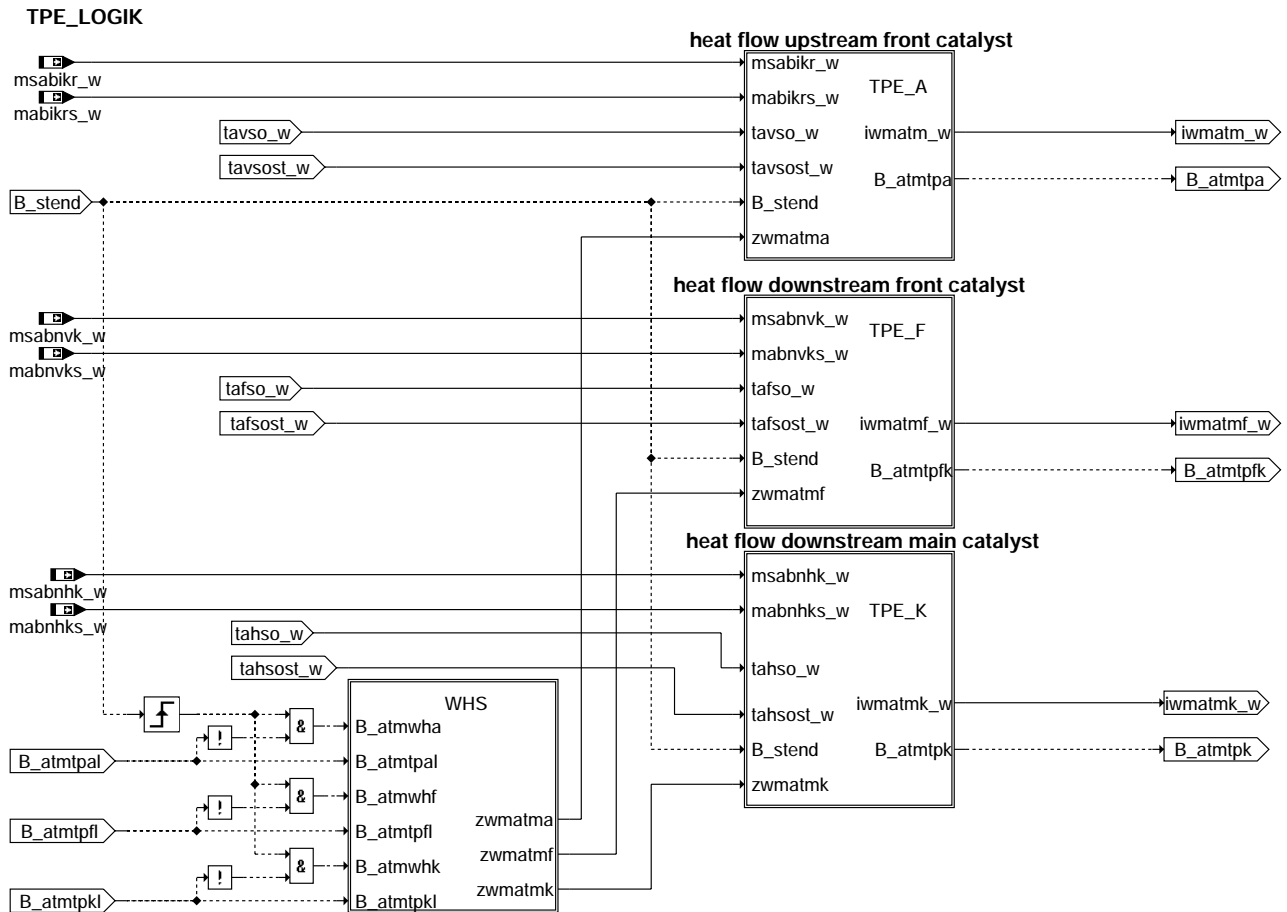 TPE_LOGIK
heat flow upstream front catalyst
msabikr_w
mabikrs_w
tavso_w
tavsost_w
B_stend
msabikr_w
TPE_A
mabikrs_w
tavso_w
iwmatm_w
tavsost_w
B_atmtpa
B_stend
zwmatma
iwmatm_w
B_atmtpa
heat flow downstream front catalyst
msabnvk_w
mabnvks_w
tafso_w
tafsost_w
msabnvk_w
TPE_F
mabnvks_w
tafso_w
tafsost_w
iwmatmf_w
B_stend
B_atmtpfk
zwmatmf
iwmatmf_w
B_atmtpfk
heat flow downstream main catalyst
msabnhk_w
mabnhks_w
tahso_w
tahsost_w
msabnhk_w
mabnhks_w
TPE_K
tahso_w
iwmatmk_w
tahsost_w
B_stend
B_atmtpk
zwmatmk
iwmatmk_w
B_atmtpk
B_atmtpal
B_atmtpfl
B_atmtpkl
!
&
!
&
!
&
WHS
B_atmwha
B_atmtpal
B_atmwhf
B_atmtpfl
B_atmwhk
B_atmtpkl
zwmatma
zwmatmf
zwmatmk